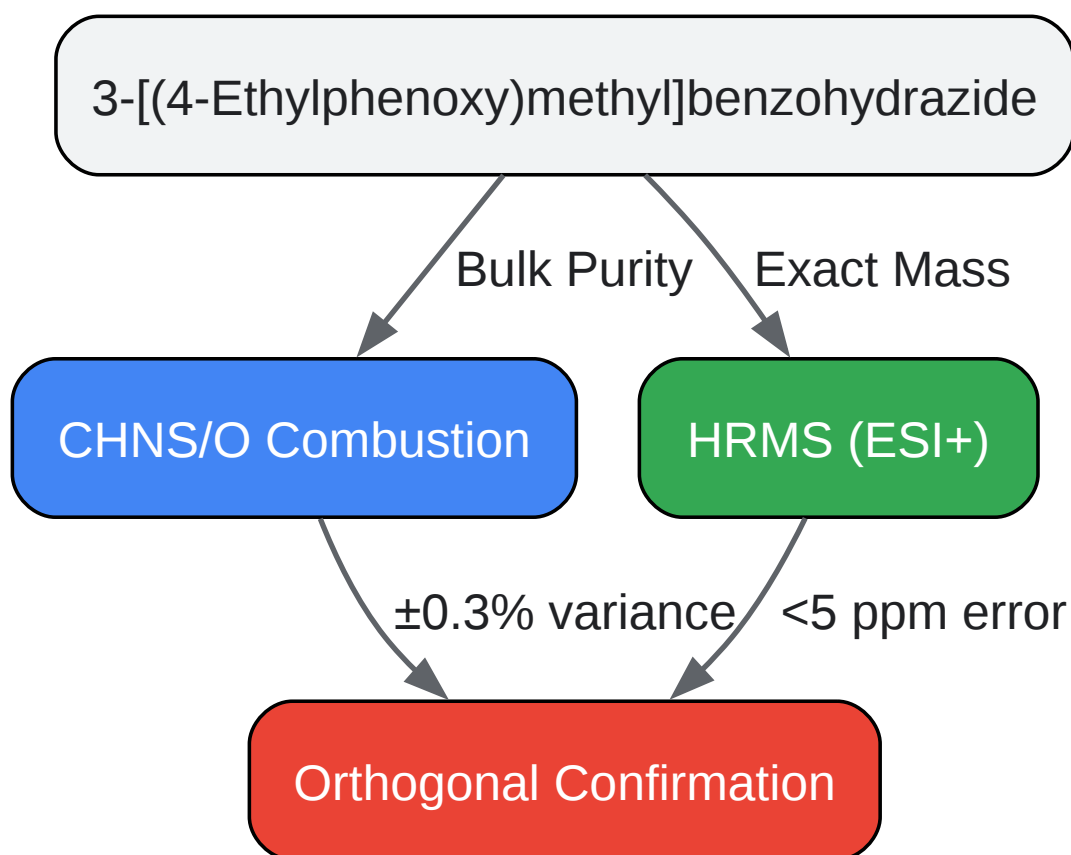 3-[(4-Ethylphenoxy)methyl]benzohydrazide
Bulk Purity
Exact Mass
CHNS/O Combustion
HRMS (ESI+)
±0.3% variance
<5 ppm error
Orthogonal Confirmation